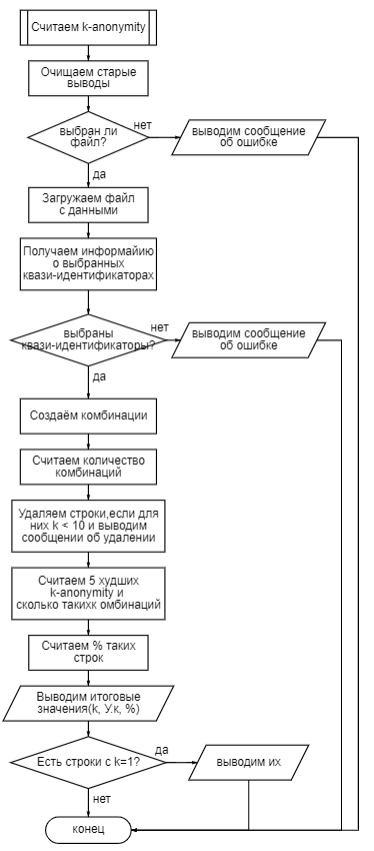 Считаем k-anonymity
Очищаем старые
выводы
выбран ли
файл?
нет
выводим сообщение
об ошибке
да
Загружаем файл
с данными
Получаем информайию
о выбранных
квази-идентификаторах
выбраны
квази-идентификаторы?
нет
выводим сообщение
об ошибке
да
Создаём комбинации
Считаем количество
комбинаций
Удаляем строки,если для
них k < 10 и выводим
сообщении об удалении
Считаем 5 худших
k-anonymity и
сколько такихк омбинаций
Считаем % таких
строк
Выводим итоговые
значения(k, У.к, %)
Есть строки с k=1?
да
выводим их
нет
конец